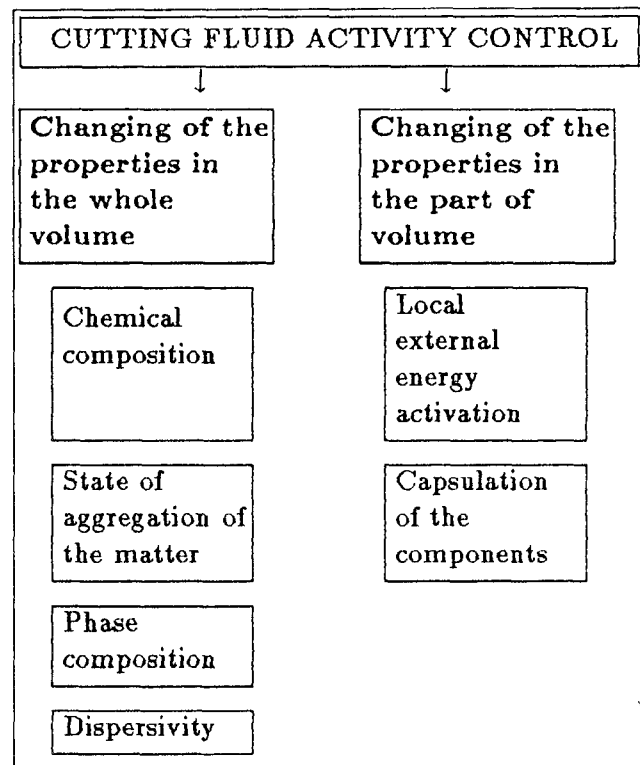 CUTTING FLUID ACTIVITY CONTROL
Changing of the
properties in
the whole
volume
Changing of the
properties in
the part of
volume
Chemical
composition
State of
aggregation of
the matter
Phase
composition
Dispersivity
Local
external
energy
activation
Capsulation
of the
components